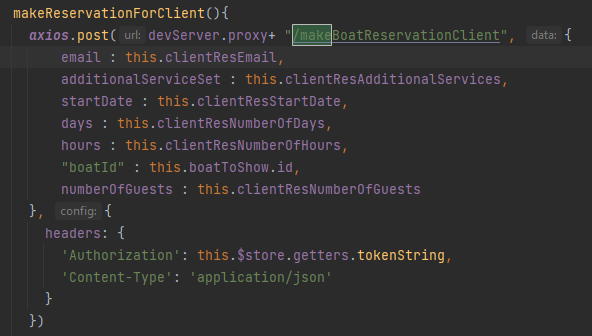 makeReservationForClient(){
axios.post( url: devServer.proxy+ "/makeBoatReservationClient", data: {
email : this.clientResEmail,
additionalServiceSet : this.clientResAdditionalServices,
startDate : this.clientResStartDate,
days : this.clientResNumberOfDays,
hours : this.clientResNumberOfHours,
"boatId" : this.boatToShow.id,
numberOfGuests : this.clientResNumberOfGuests
}, config: {
headers: {
'Authorization': this.$store.getters.tokenString,
'Content-Type': 'application/json'
}
})